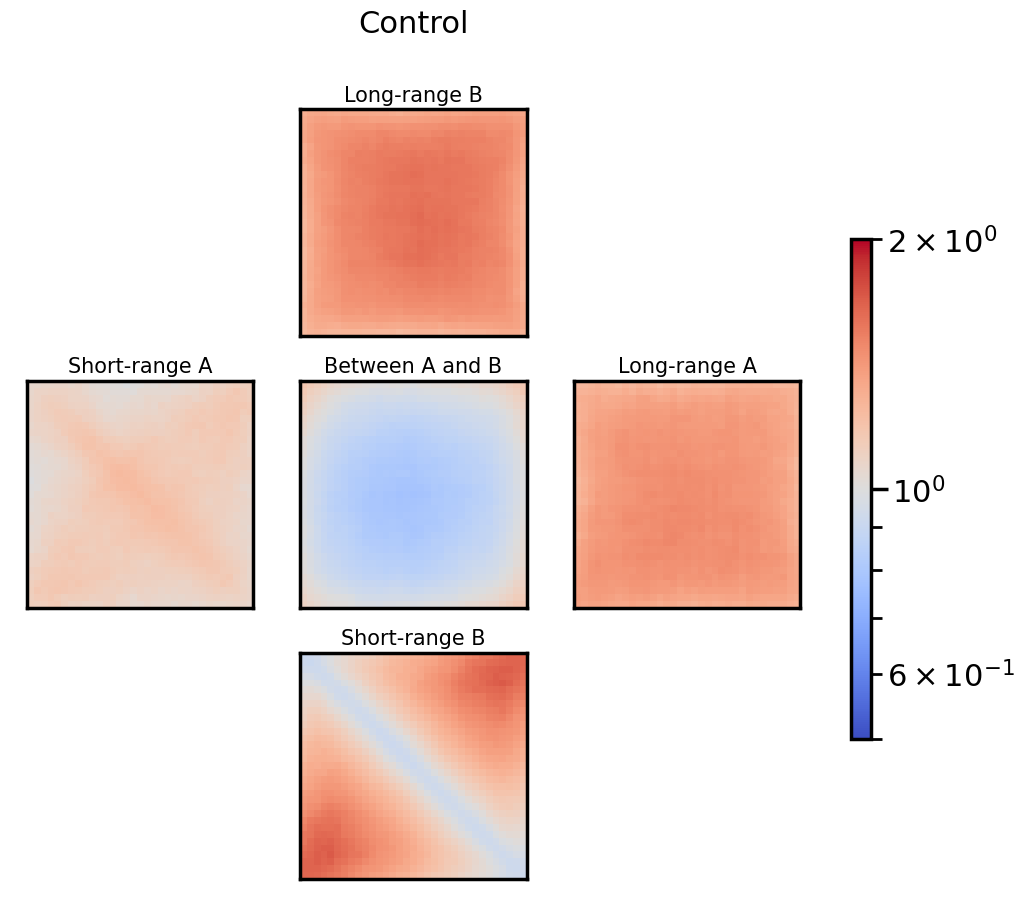 Control
Long-range B
Short-range A
Between A and B
Long-range A
Short-range B
2 × 10⁰
10⁰
6 × 10⁻¹